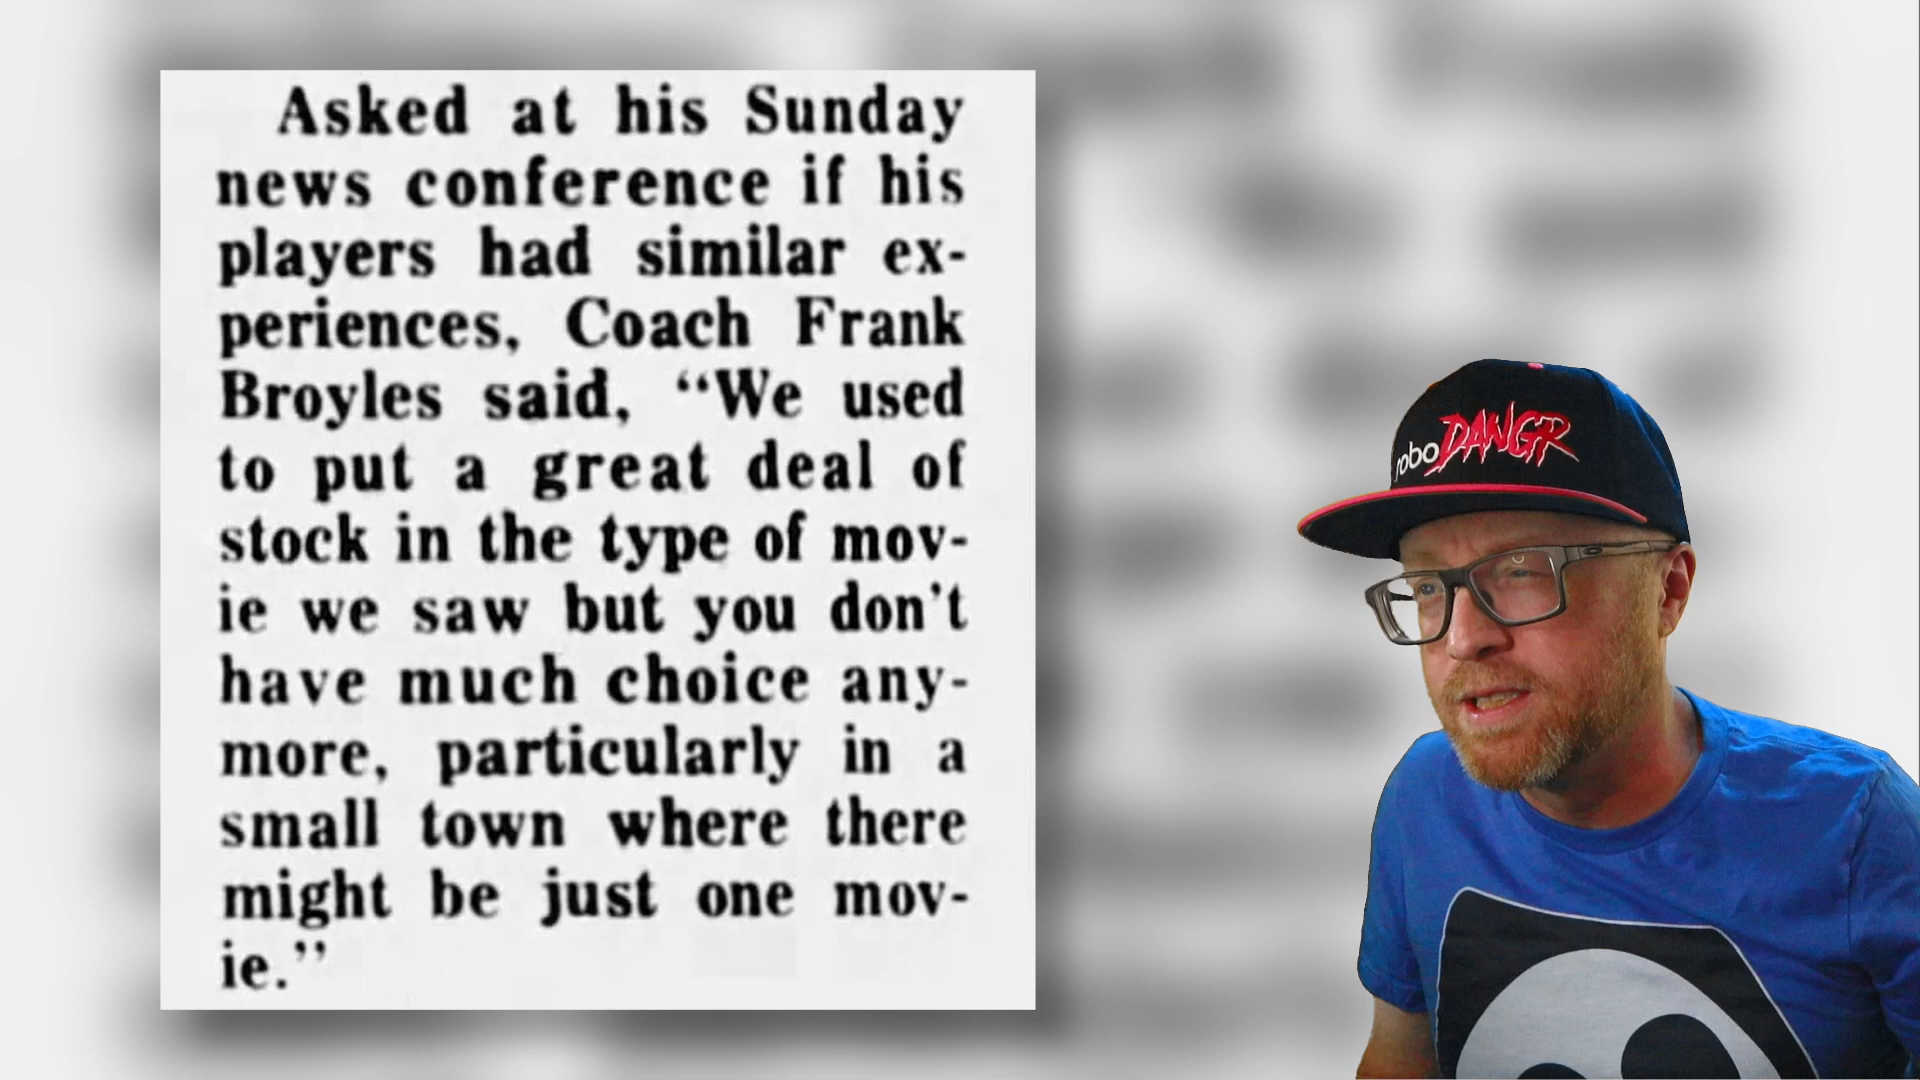 Asked at his Sunday
news conference if his
players had similar ex-
periences, Coach Frank
Broyles said, “We used
to put a great deal of
stock in the type of mov-
ie we saw but you don't
have much choice any-
more, particularly in a
small town where there
might be just one mov-
ie.”
roboDANGR